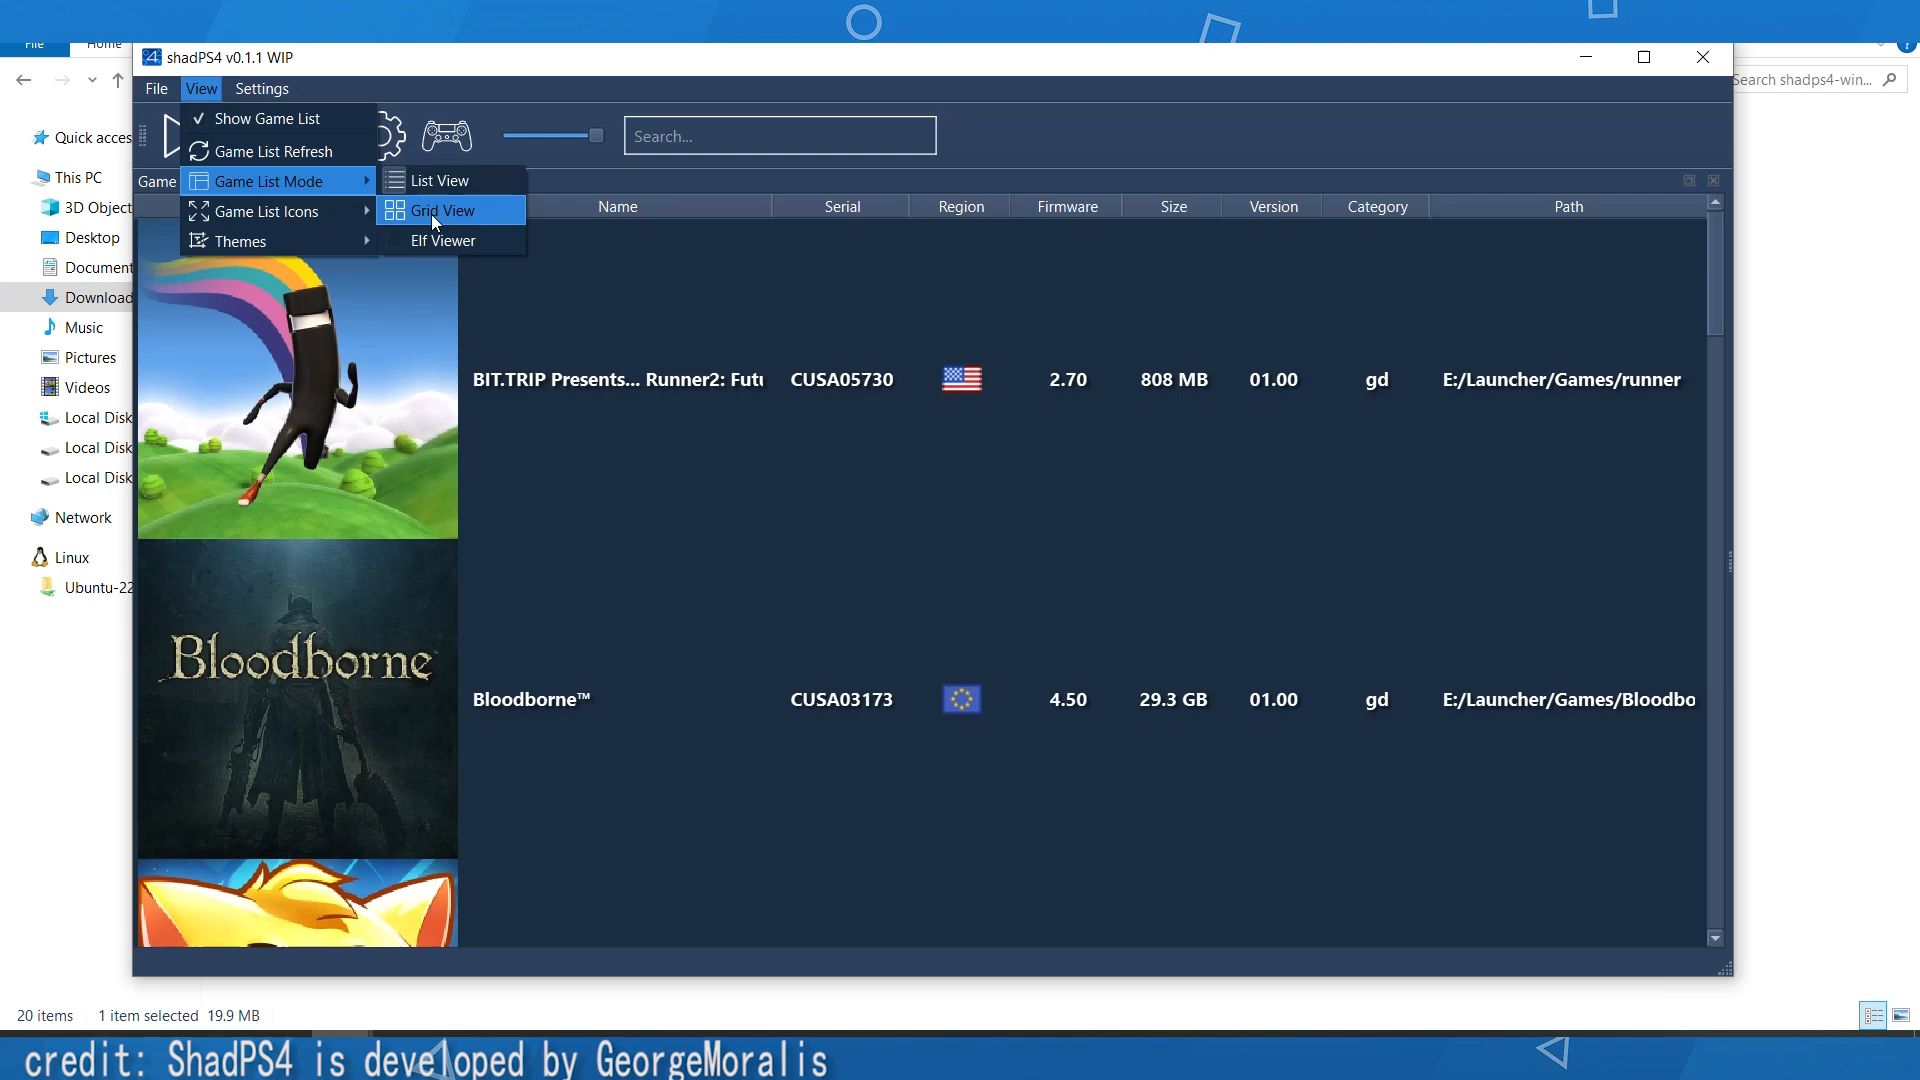 File
Home
shadPS4 v0.1.1 WIP
File View Settings
Search shadps4-win...
Show Game List
Game List Refresh
Game List Mode
Game List Icons
Themes
List View
Grid View
Elf Viewer
Search...
Game
Name Serial Region Firmware Size Version Category Path
BIT.TRIP Presents... Runner2: Futu CUSA05730 2.70 808 MB 01.00 gd E:/Launcher/Games/runner
Bloodborne
Bloodborne™ CUSA03173 4.50 29.3 GB 01.00 gd E:/Launcher/Games/Bloodbo
Quick acces
This PC
3D Object
Desktop
Document
Download
Music
Pictures
Videos
Local Disk
Local Disk
Local Disk
Network
Linux
Ubuntu-22
20 items 1 item selected 19.9 MB
credit: ShadPS4 is developed by GeorgeMoralis